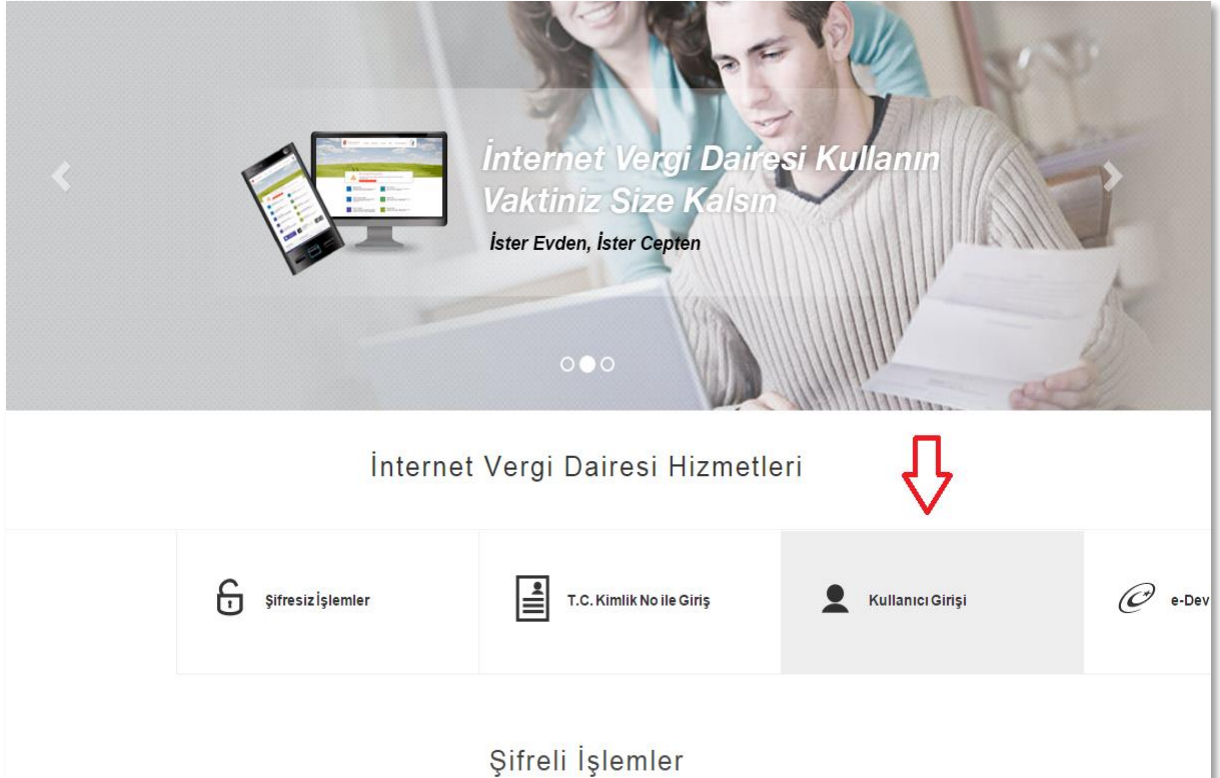 İnternet Vergi Dairesi Kullanın
Vaktiniz Size Kalsın
İster Evden, İster Cepten
İnternet Vergi Dairesi Hizmetleri
Şifresiz İşlemler
T.C. Kimlik No ile Giriş
Kullanıcı Girişi
e-Dev
Şifreli İşlemler